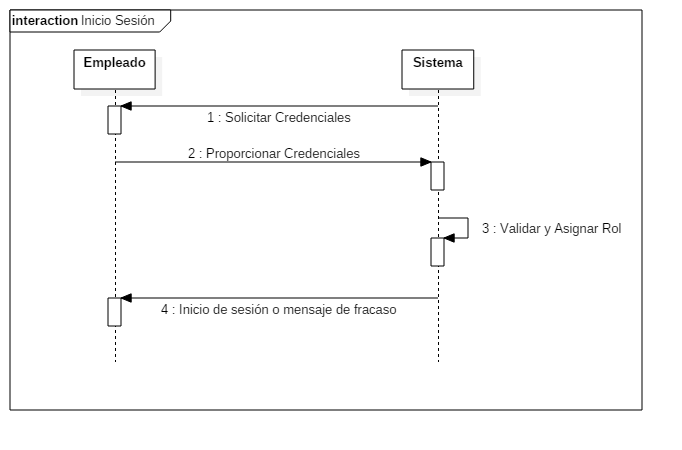 interaction Inicio Sesión
Empleado
Sistema
1 : Solicitar Credenciales
2 : Proporcionar Credenciales
3 : Validar y Asignar Rol
4 : Inicio de sesión o mensaje de fracaso